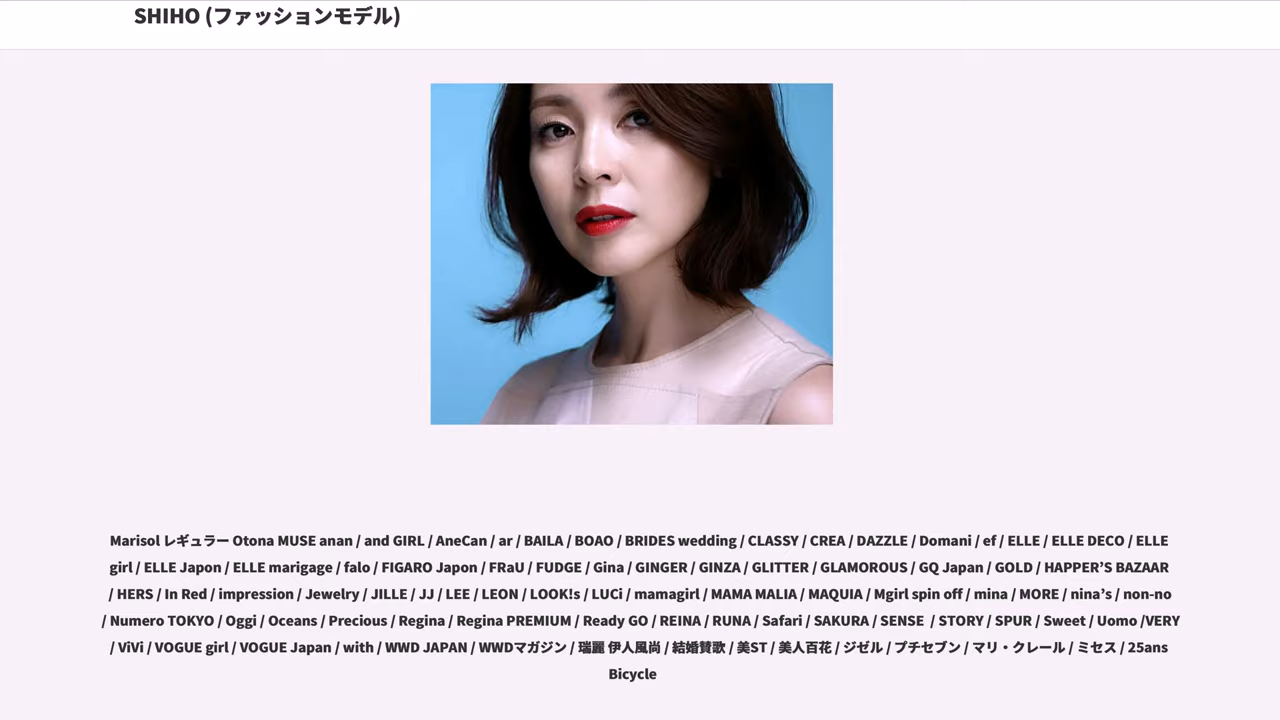 SHIHO (ファッションモデル)
Marisol レギュラー Otona MUSE anan / and GIRL / AneCan / ar / BAILA / BOAO / BRIDES wedding / CLASSY / CREA / DAZZLE / Domani / ef / ELLE / ELLE DECO / ELLE
girl / ELLE Japon / ELLE marigage / falo / FIGARO Japon / FRaU / FUDGE / Gina / GINGER / GINZA / GLITTER / GLAMOROUS / GQ Japan / GOLD / HAPPER’S BAZAAR
/ HERS / In Red / impression / Jewelry / JILLE / JJ / LEE / LEON / LOOK!s / LUCi / mamagirl / MAMA MALIA / MAQUIA / Mgirl spin off / mina / MORE / nina’s / non-no
/ Numero TOKYO / Oggi / Oceans / Precious / Regina / Regina PREMIUM / Ready GO / REINA / RUNA / Safari / SAKURA / SENSE / STORY / SPUR / Sweet / Uomo /VERY
/ ViVi / VOGUE girl / VOGUE Japan / with / WWD JAPAN / WWDマガジン / 瑞麗 伊人風尚 / 結婚賛歌 / 美ST / 美人百花 / ジゼル / プチセブン / マリ・クレール / ミセス / 25ans
Bicycle